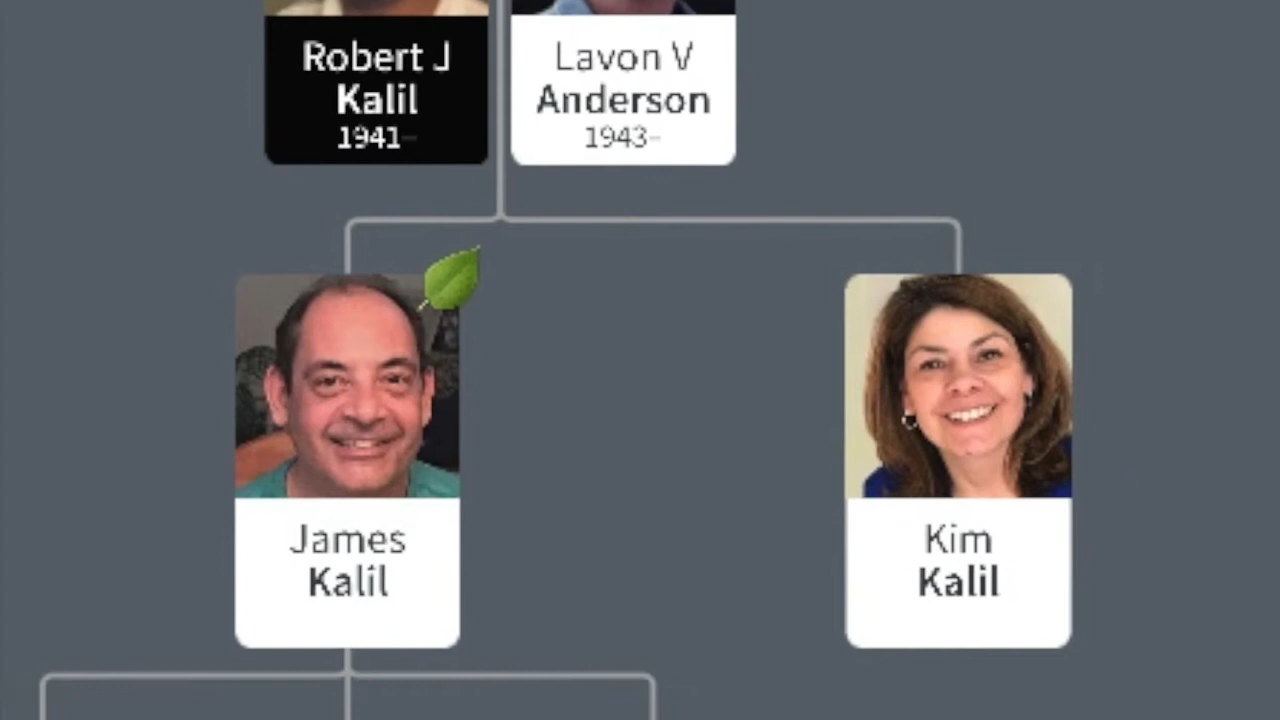 Robert J
Kalil
1941–
Lavon V
Anderson
1943–
James
Kalil
Kim
Kalil